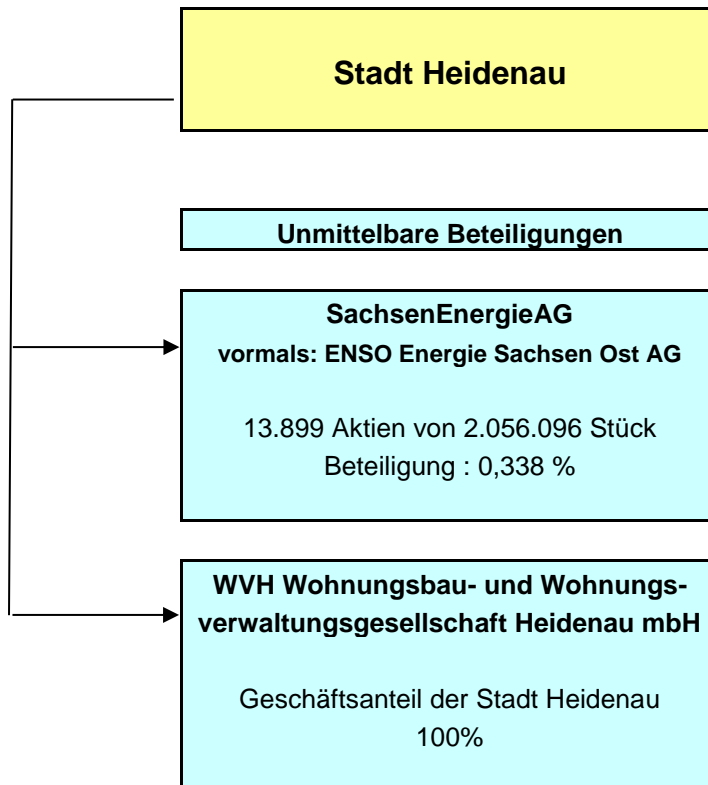 Stadt Heidenau
Unmittelbare Beteiligungen
SachsenEnergieAG
vormals: ENSO Energie Sachsen Ost AG
13.899 Aktien von 2.056.096 Stück
Beteiligung : 0,338 %
WVH Wohnungsbau- und Wohnungs-
verwaltungsgesellschaft Heidenau mbH
Geschäftsanteil der Stadt Heidenau
100%